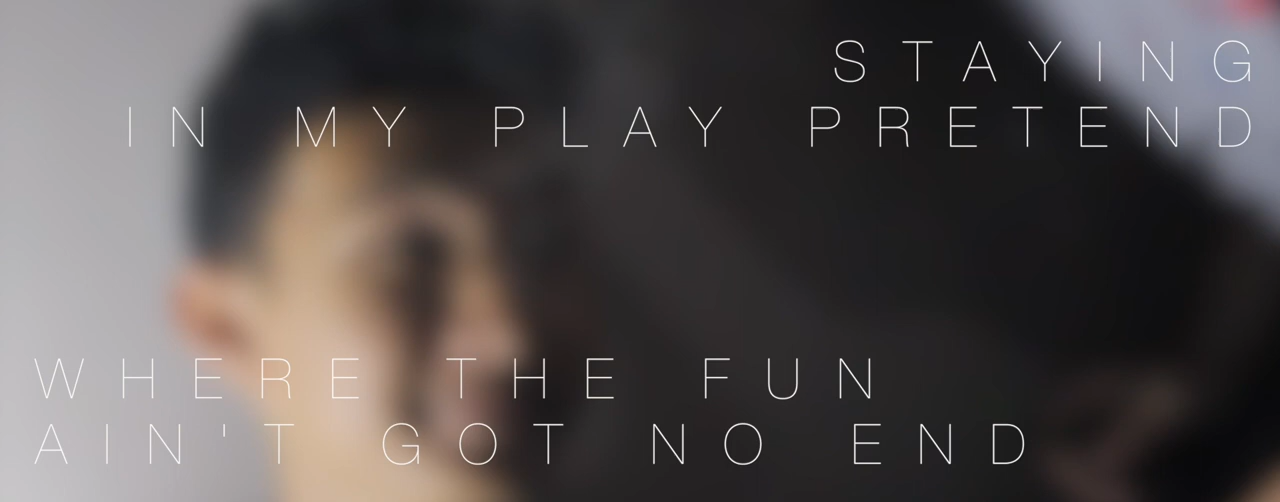 STAYING
IN MY PLAY PRETEND
WHERE THE FUN
AIN'T GOT NO END